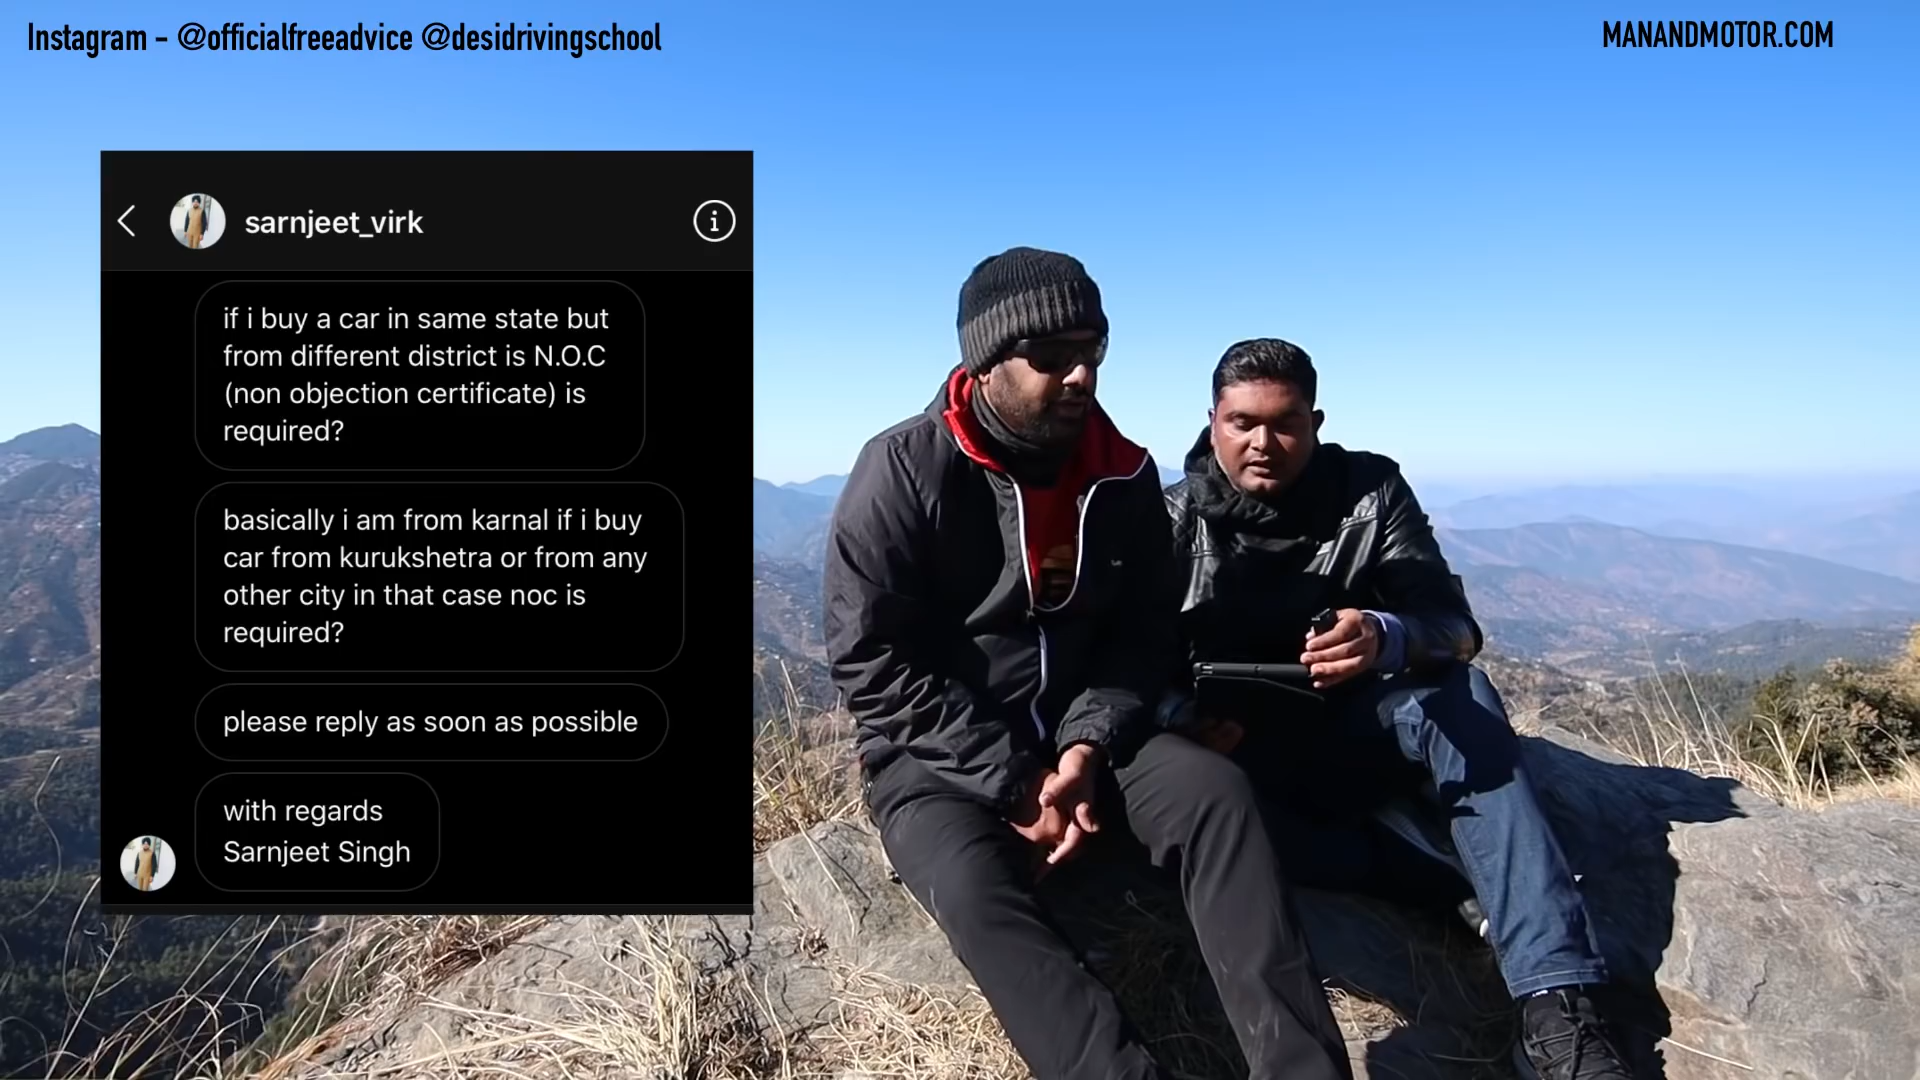 Instagram - @officialfreeadvice @desidrivingschool
MANANDMOTOR.COM
sarnjeet_virk
if i buy a car in same state but
from different district is N.O.C
(non objection certificate) is
required?
basically i am from karnal if i buy
car from kurukshetra or from any
other city in that case noc is
required?
please reply as soon as possible
with regards
Sarnjeet Singh